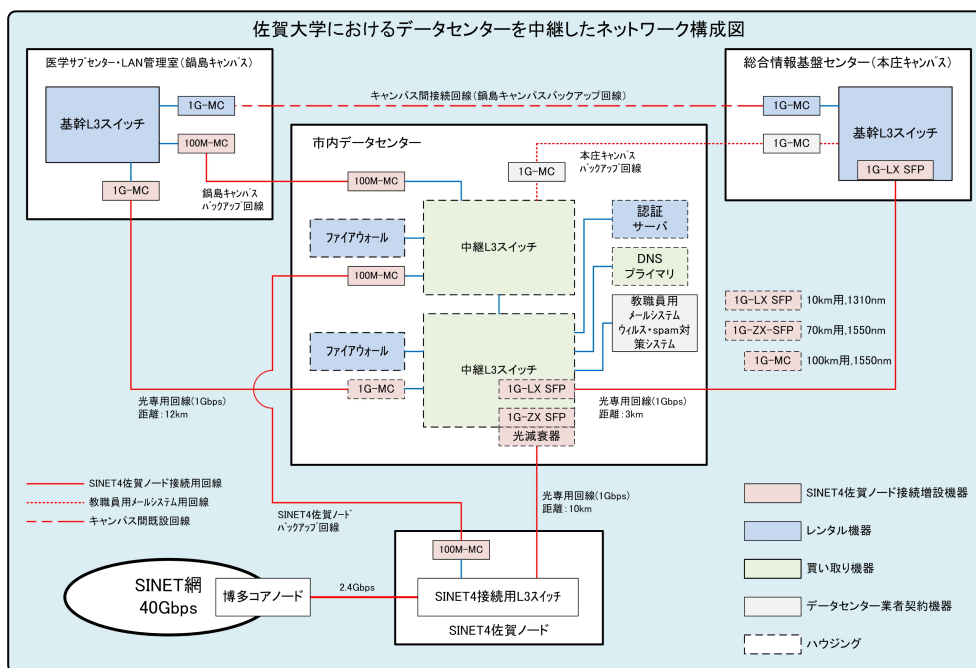 佐賀大学におけるデータセンターを中継したネットワーク構成図
医学サブセンター・LAN管理室(鍋島キャンパス)
基幹L3スイッチ
1G-MC
100M-MC
1G-MC
キャンパス間接続回線(鍋島キャンパスバックアップ回線)
総合情報基盤センター(本庄キャンパス)
1G-MC
1G-MC
基幹L3スイッチ
1G-LX SFP
鍋島キャンパス
バックアップ回線
市内データセンター
100M-MC
1G-MC
本庄キャンパス
バックアップ回線
ファイアウォール
中継L3スイッチ
100M-MC
認証
サーバ
DNS
プライマリ
教職員用
メールシステム
ウィルス・spam対
策システム
ファイアウォール
中継L3スイッチ
1G-MC
1G-LX SFP
1G-ZX SFP
光減衰器
1G-LX SFP 10km用,1310nm
1G-ZX-SFP 70km用,1550nm
1G-MC 100km用,1550nm
光専用回線(1Gbps)
距離:12km
光専用回線(1Gbps)
距離:3km
光専用回線(1Gbps)
距離:10km
SINET4佐賀ノード接続用回線
教職員用メールシステム用回線
キャンパス間既設回線
SINET4佐賀ノード
バックアップ回線
100M-MC
SINET4接続用L3スイッチ
SINET4佐賀ノード
SINET網
40Gbps
博多コアノード
2.4Gbps
SINET4佐賀ノード接続増設機器
レンタル機器
買い取り機器
データセンター業者契約機器
ハウジング